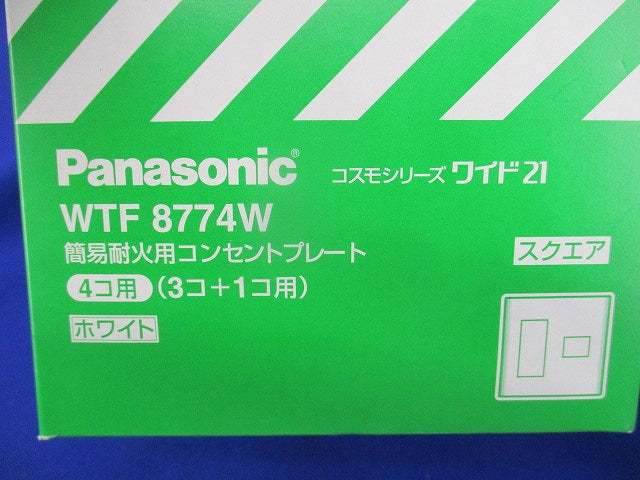 Panasonic® コスモシリーズ ワイド21
WTF 8774W
簡易耐火用コンセントプレート
スクエア
4コ用 (3コ+1コ用)
ホワイト